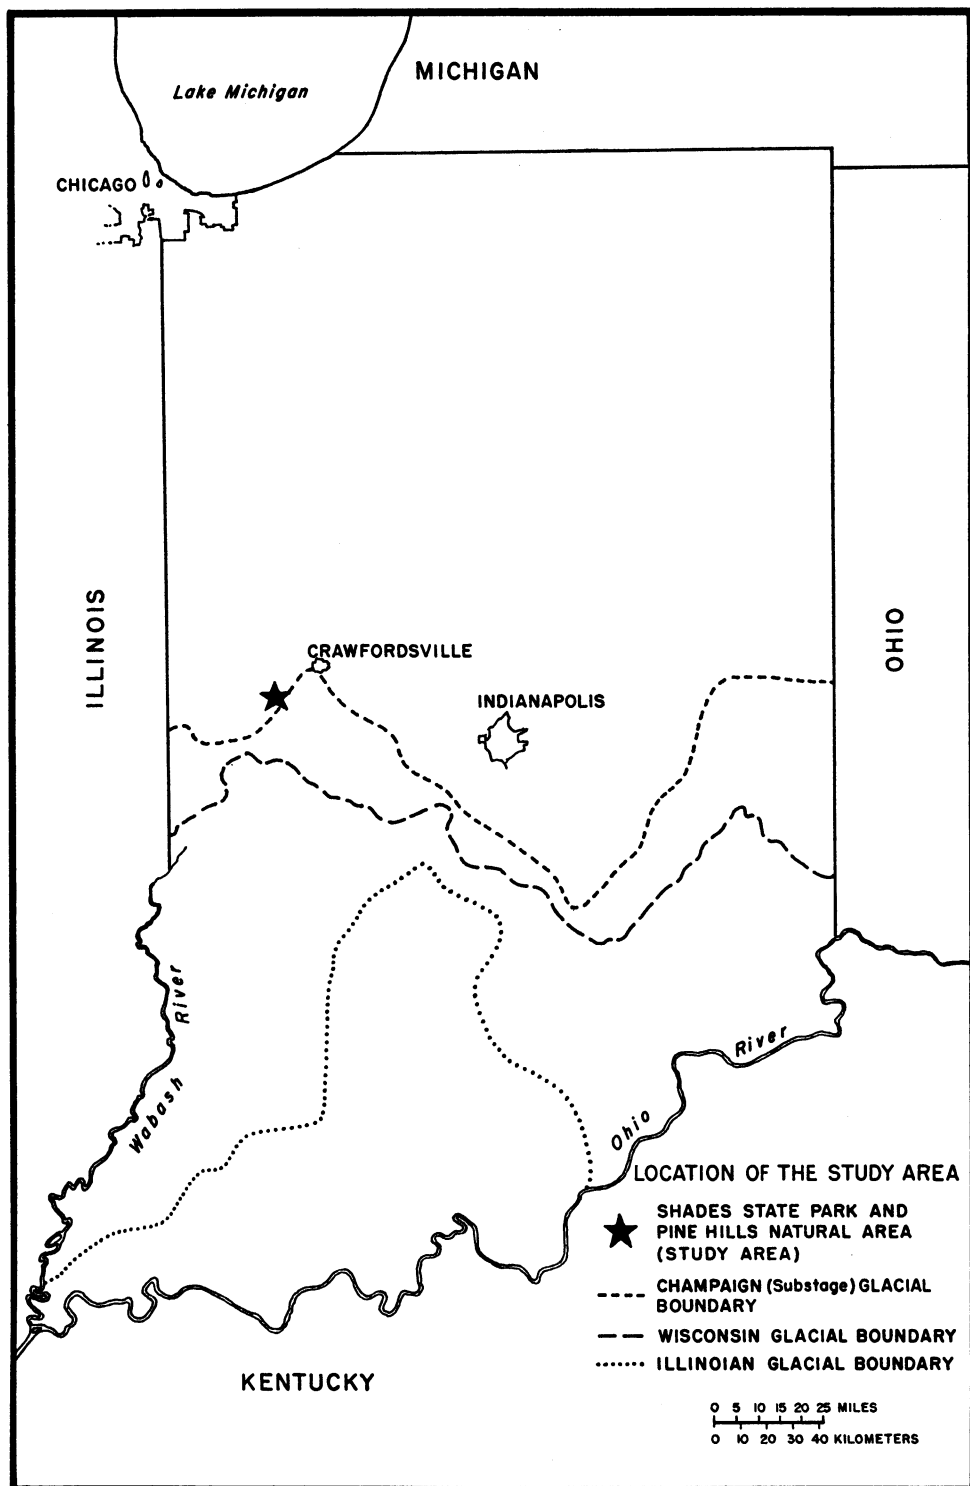 MICHIGAN
Lake Michigan
CHICAGO
ILLINOIS
OHIO
CRAWFORDSVILLE
INDIANAPOLIS
Wabash River
Ohio River
KENTUCKY
LOCATION OF THE STUDY AREA
SHADES STATE PARK AND
PINE HILLS NATURAL AREA
(STUDY AREA)
CHAMPAIGN (Substage) GLACIAL
BOUNDARY
WISCONSIN GLACIAL BOUNDARY
ILLINOIAN GLACIAL BOUNDARY
0 5 10 15 20 25 MILES
0 10 20 30 40 KILOMETERS